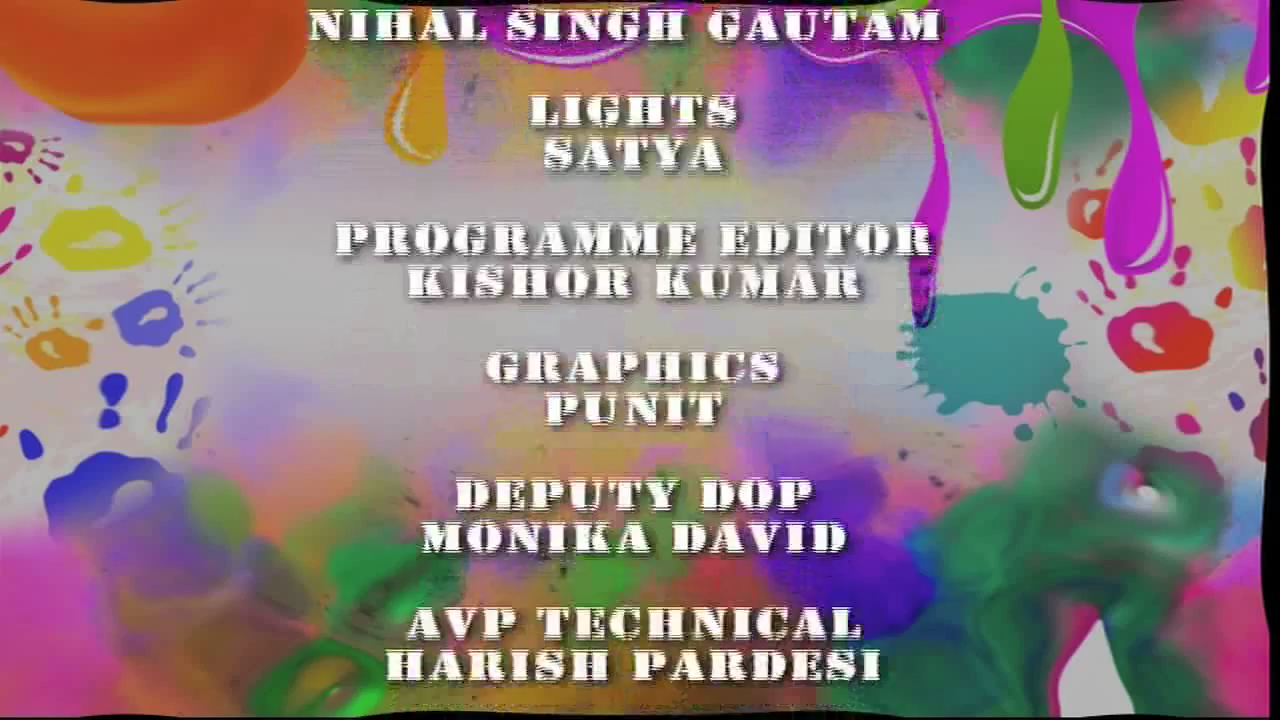 NIHAL SINGH GAUTAM
LIGHTS
SATYA
PROGRAMME EDITOR
KISHOR KUMAR
GRAPHICS
PUNIT
DEPUTY DOP
MONIKA DAVID
AVP TECHNICAL
HARISH PARDESI